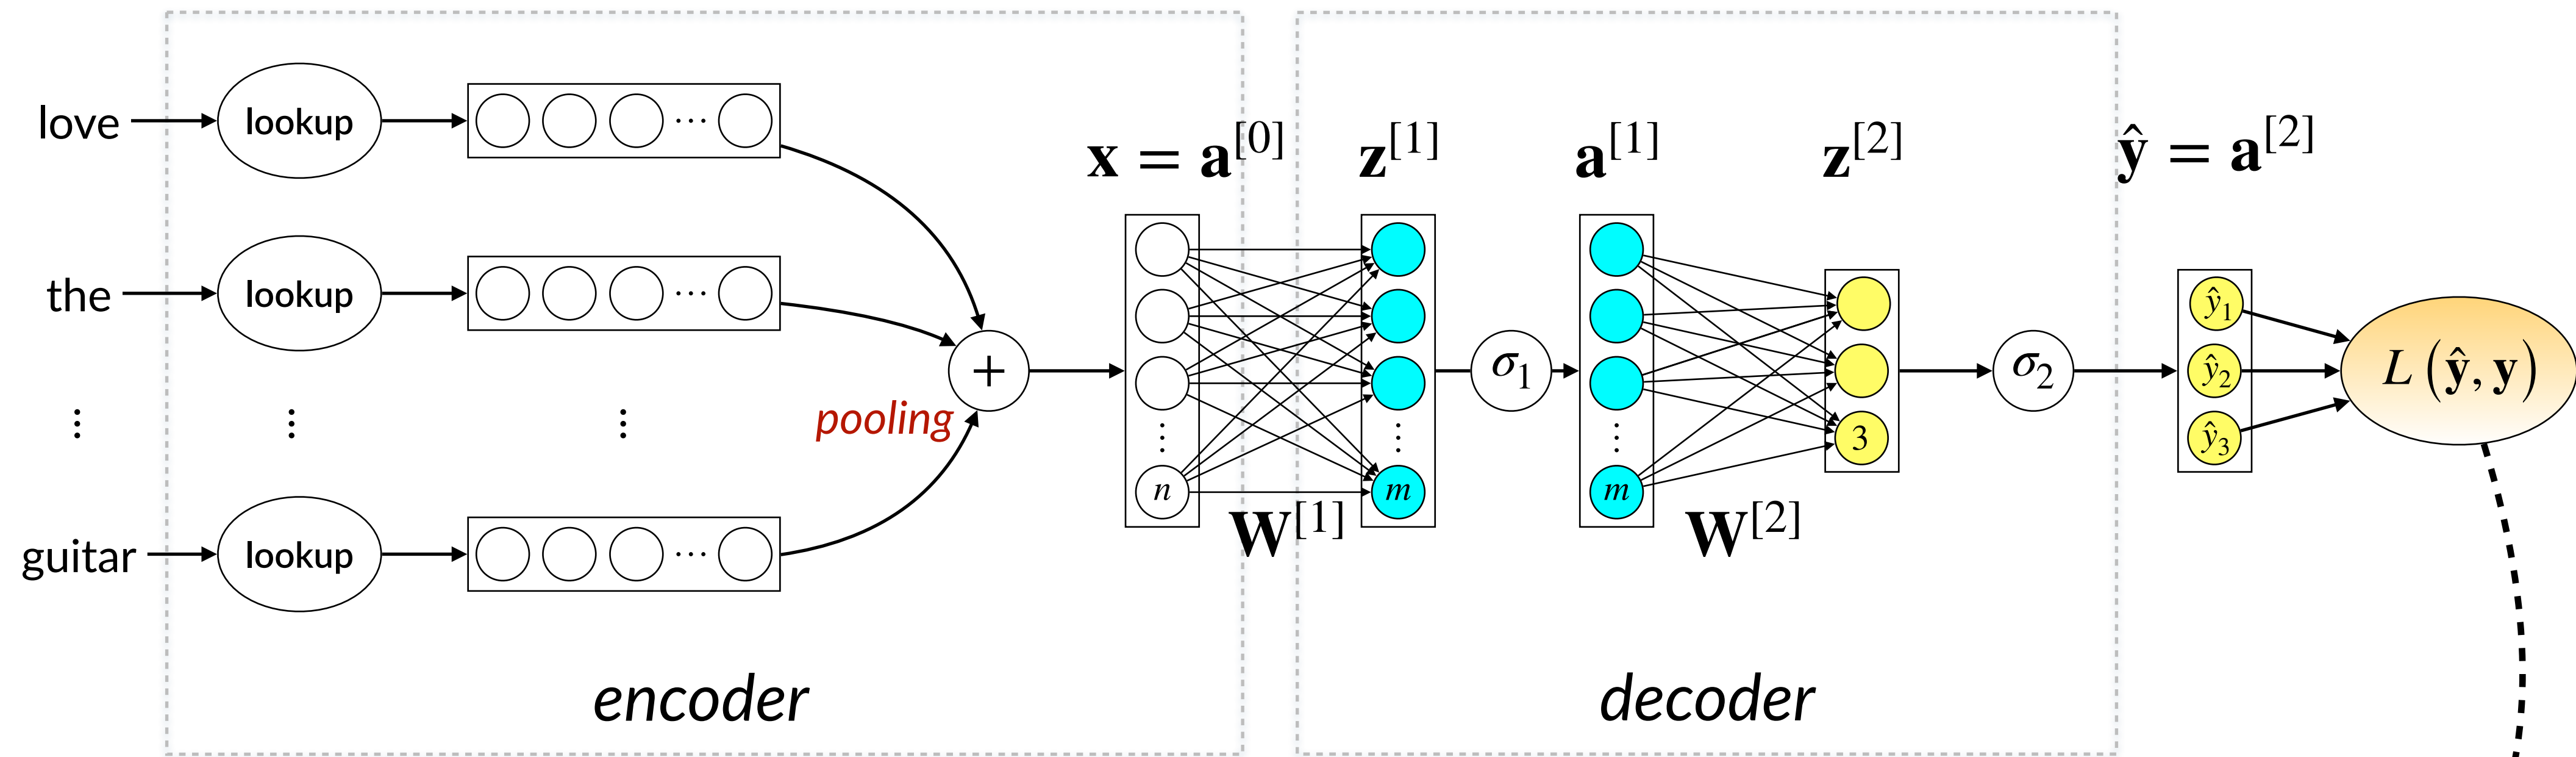 love
lookup
…
the
lookup
…
⋮
⋮
⋮
guitar
lookup
…
pooling
+
encoder
x = a^[0]
⋮
n
W^[1]
z^[1]
⋮
m
σ₁
a^[1]
⋮
m
W^[2]
z^[2]
3
σ₂
decoder
ŷ = a^[2]
ŷ₁
ŷ₂
ŷ₃
L (ŷ, y)